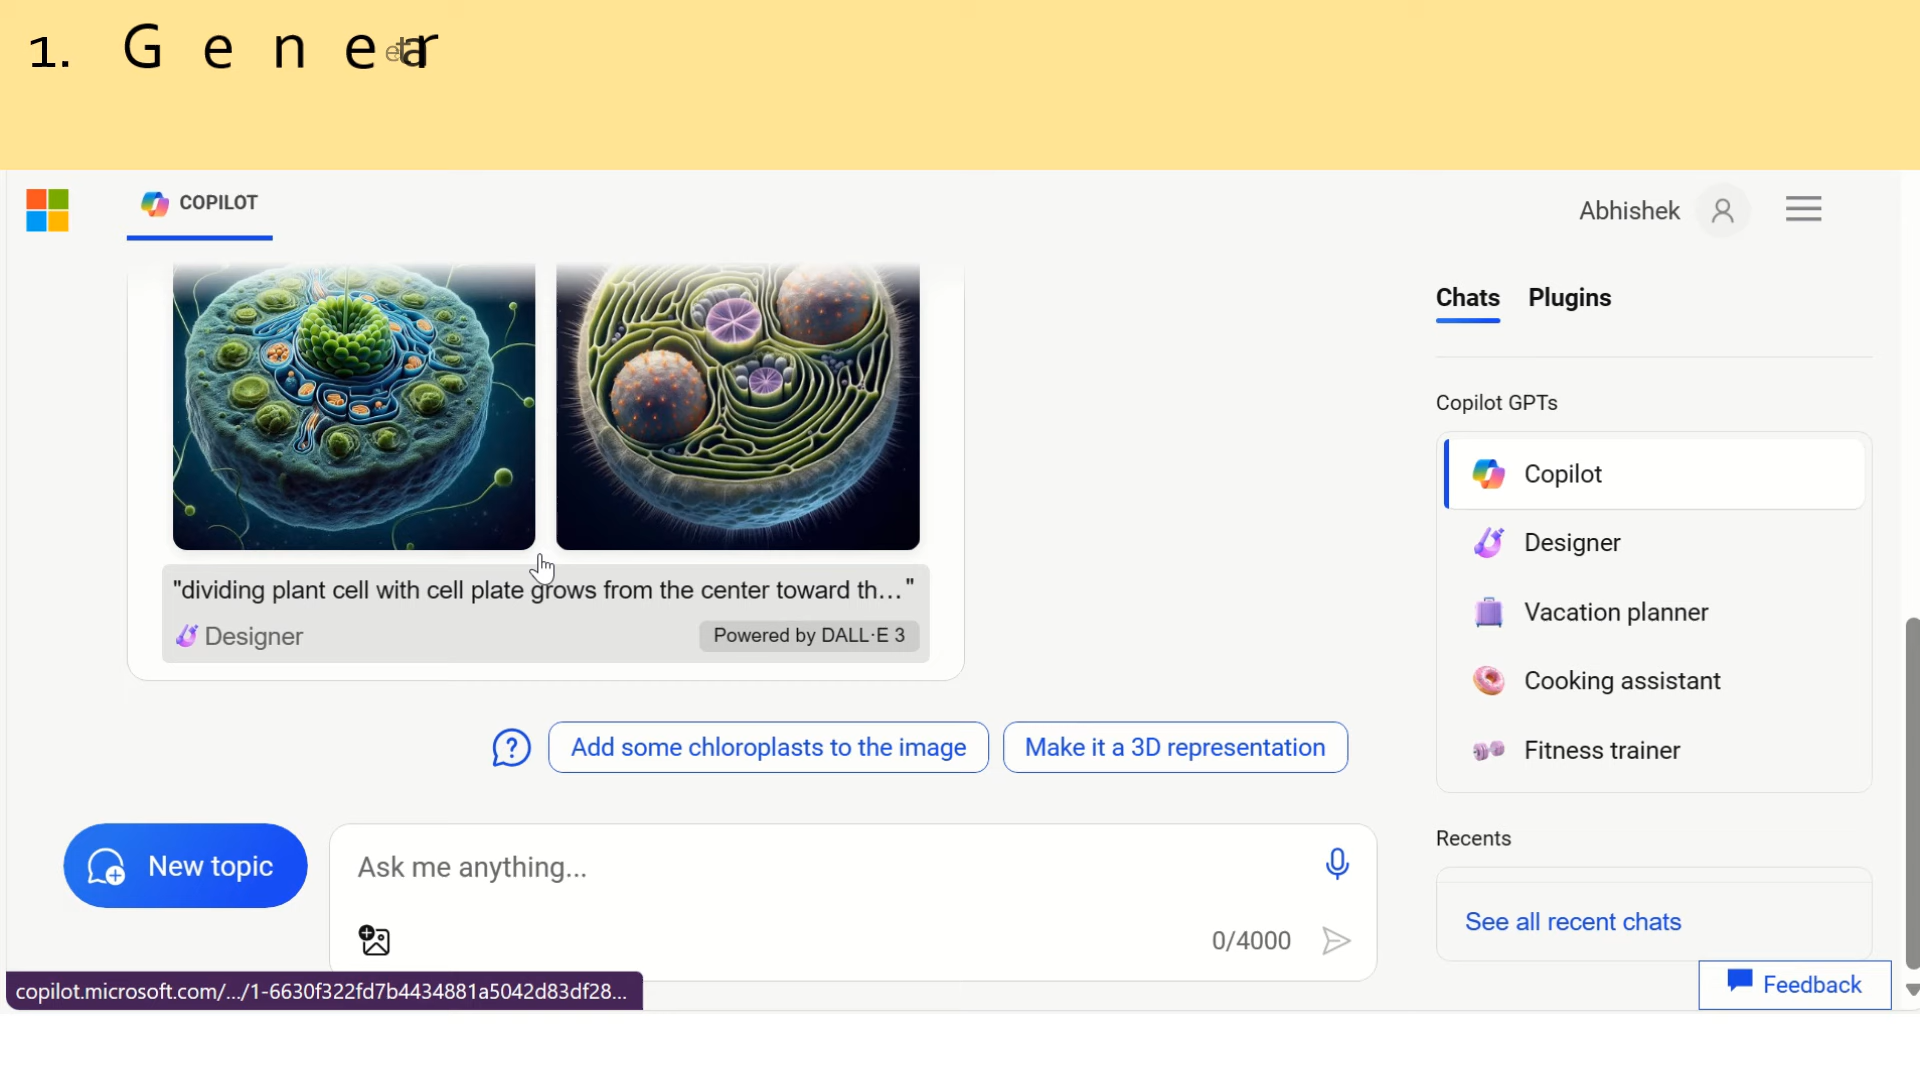 1. G e n e
COPILOT
Abhishek
Chats Plugins
Copilot GPTs
Copilot
Designer
Vacation planner
Cooking assistant
Fitness trainer
Recents
See all recent chats
Feedback
"dividing plant cell with cell plate grows from the center toward th... "
Designer
Powered by DALL·E 3
Add some chloroplasts to the image
Make it a 3D representation
New topic
Ask me anything...
0/4000
copilot.microsoft.com/.../1-6630f322fd7b4434881a5042d83df28...